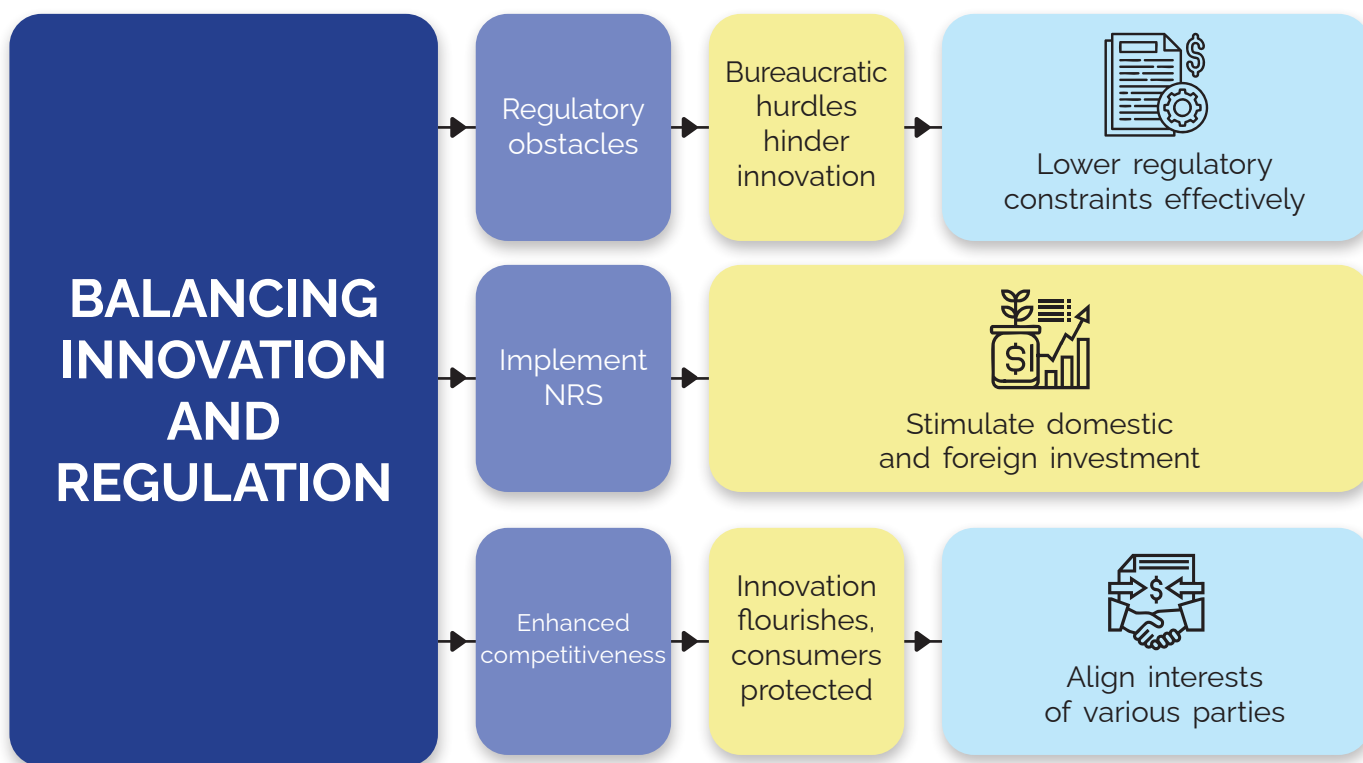 BALANCING
INNOVATION
AND
REGULATION
Regulatory
obstacles
Bureaucratic
hurdles
hinder
innovation
$
Lower regulatory
constraints effectively
Implement
NRS
$
Stimulate domestic
and foreign investment
Enhanced
competitiveness
Innovation
flourishes,
consumers
protected
$
Align interests
of various parties